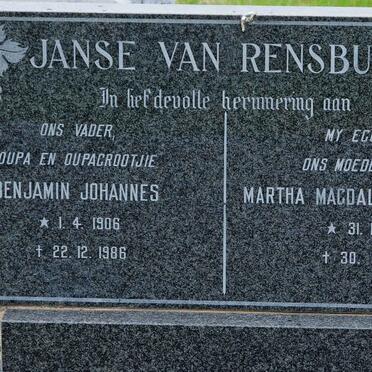 JANSE VAN RENSBU
In liefdevolle herinnering aan
ONS VADER,
OUPA EN OUPAGROOTJIE
BENJAMIN JOHANNES
★ 1.4.1906
† 22.12.1986
MY EG
ONS MOEDE
MARTHA MAGDAL
★ 31.
† 30.